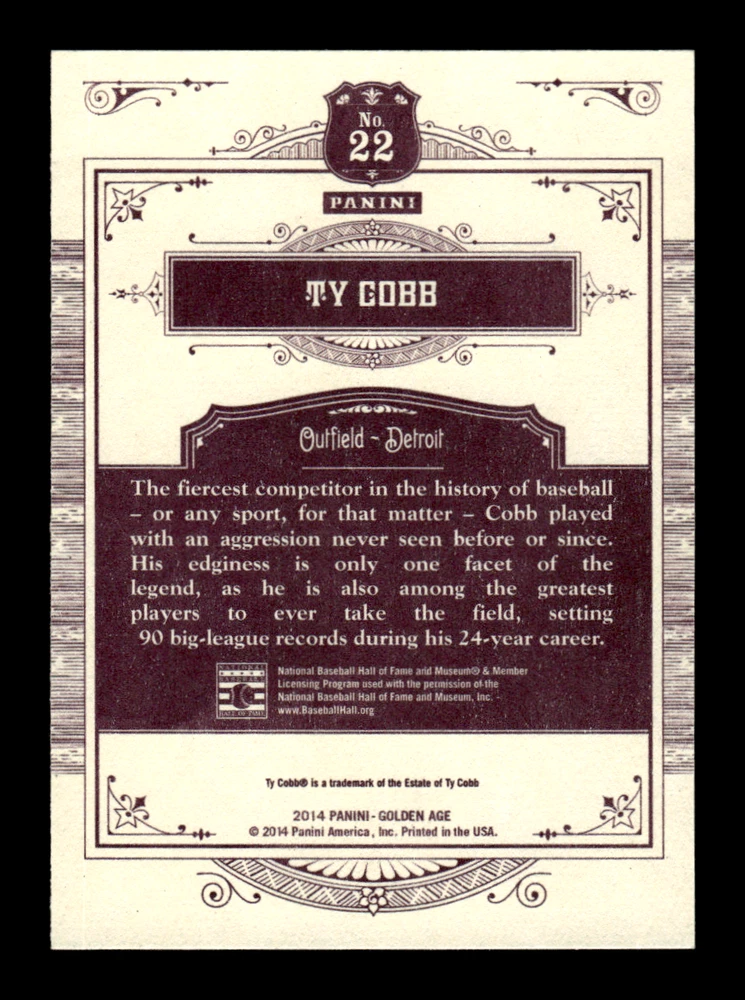 No.
22
PANINI
TY COBB
Outfield ~ Detroit
The fiercest competitor in the history of baseball
– or any sport, for that matter – Cobb played
with an aggression never seen before or since.
His edginess is only one facet of the
legend, as he is also among the greatest
players to ever take the field, setting
90 big-league records during his 24-year career.
NATIONAL
BASEBALL
HALL OF FAME
National Baseball Hall of Fame and Museum® & Member
Licensing Program used with the permission of the
National Baseball Hall of Fame and Museum, Inc. -
www.BaseballHall.org
Ty Cobb® is a trademark of the Estate of Ty Cobb
2014 PANINI - GOLDEN AGE
© 2014 Panini America, Inc. Printed in the USA.